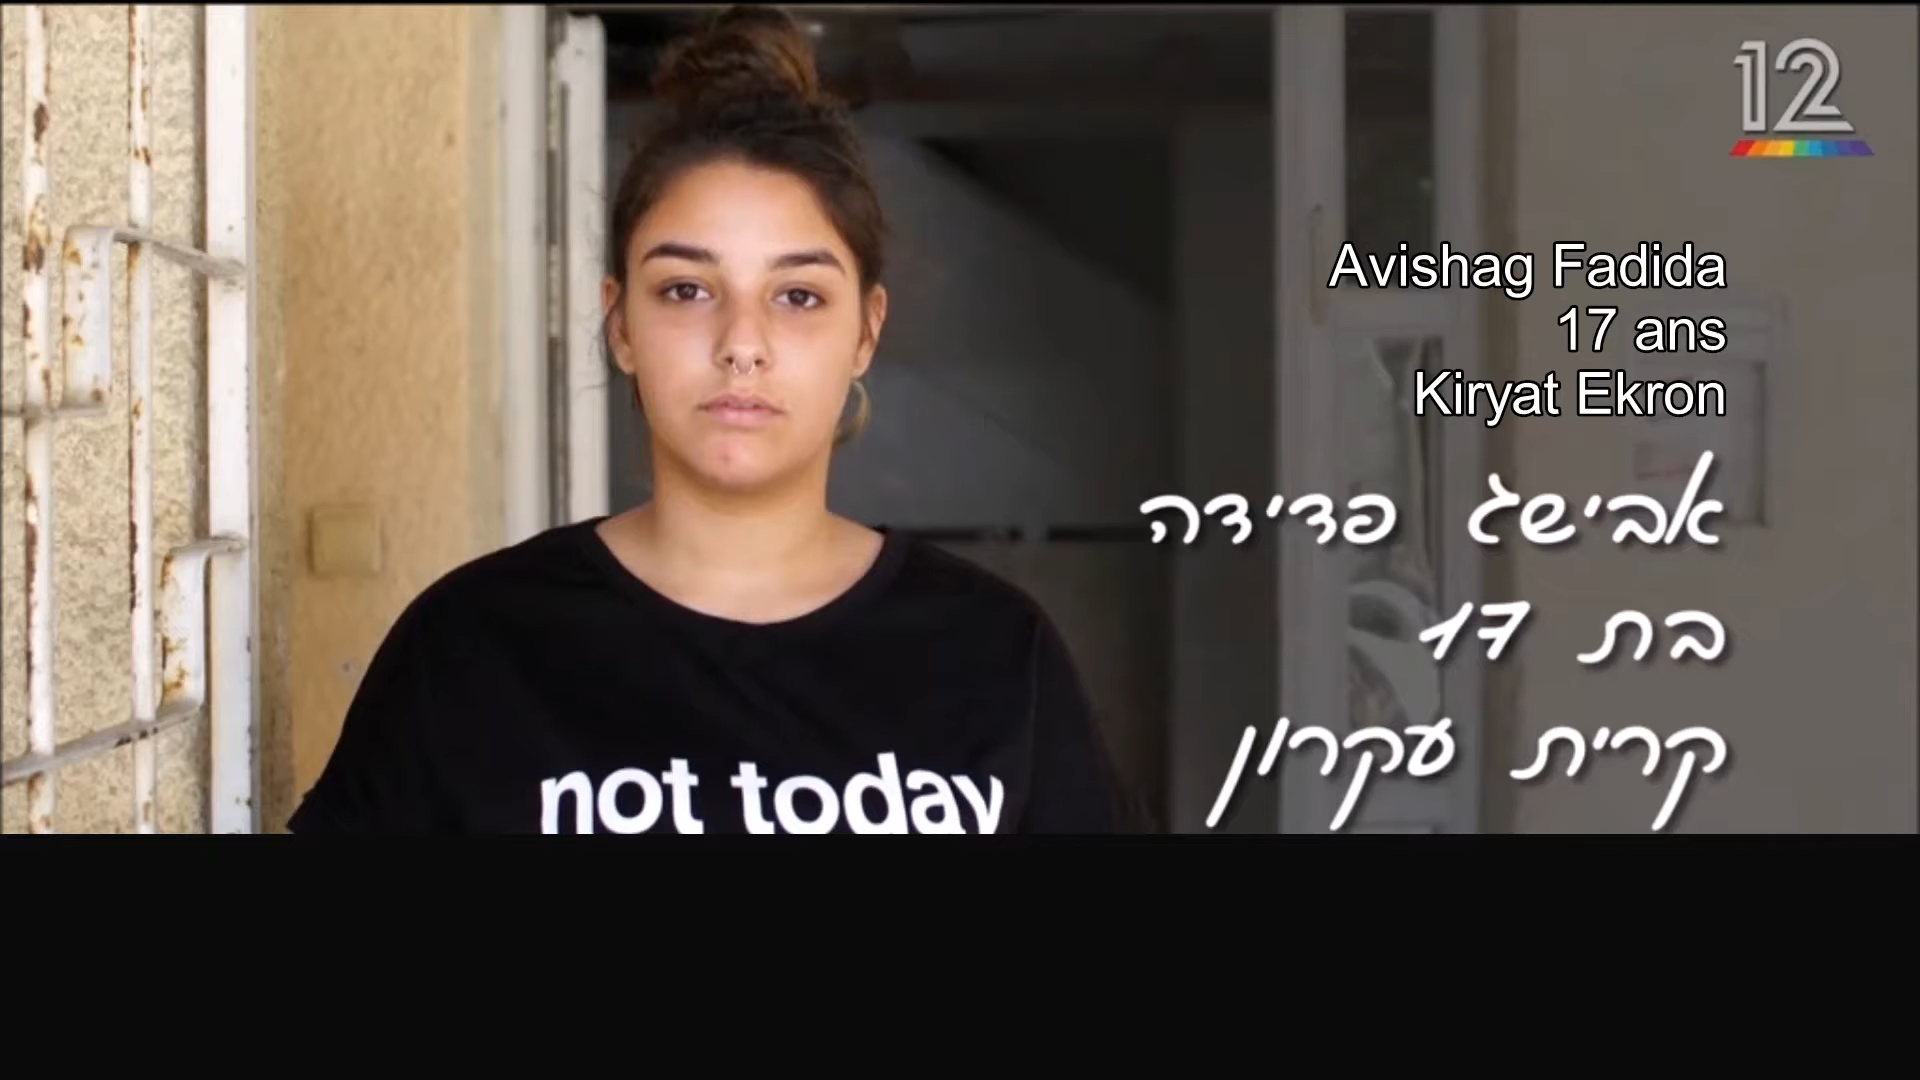 12
Avishag Fadida
17 ans
Kiryat Ekron
אבישג פדידה
בת 17
קרית עקרון
not today